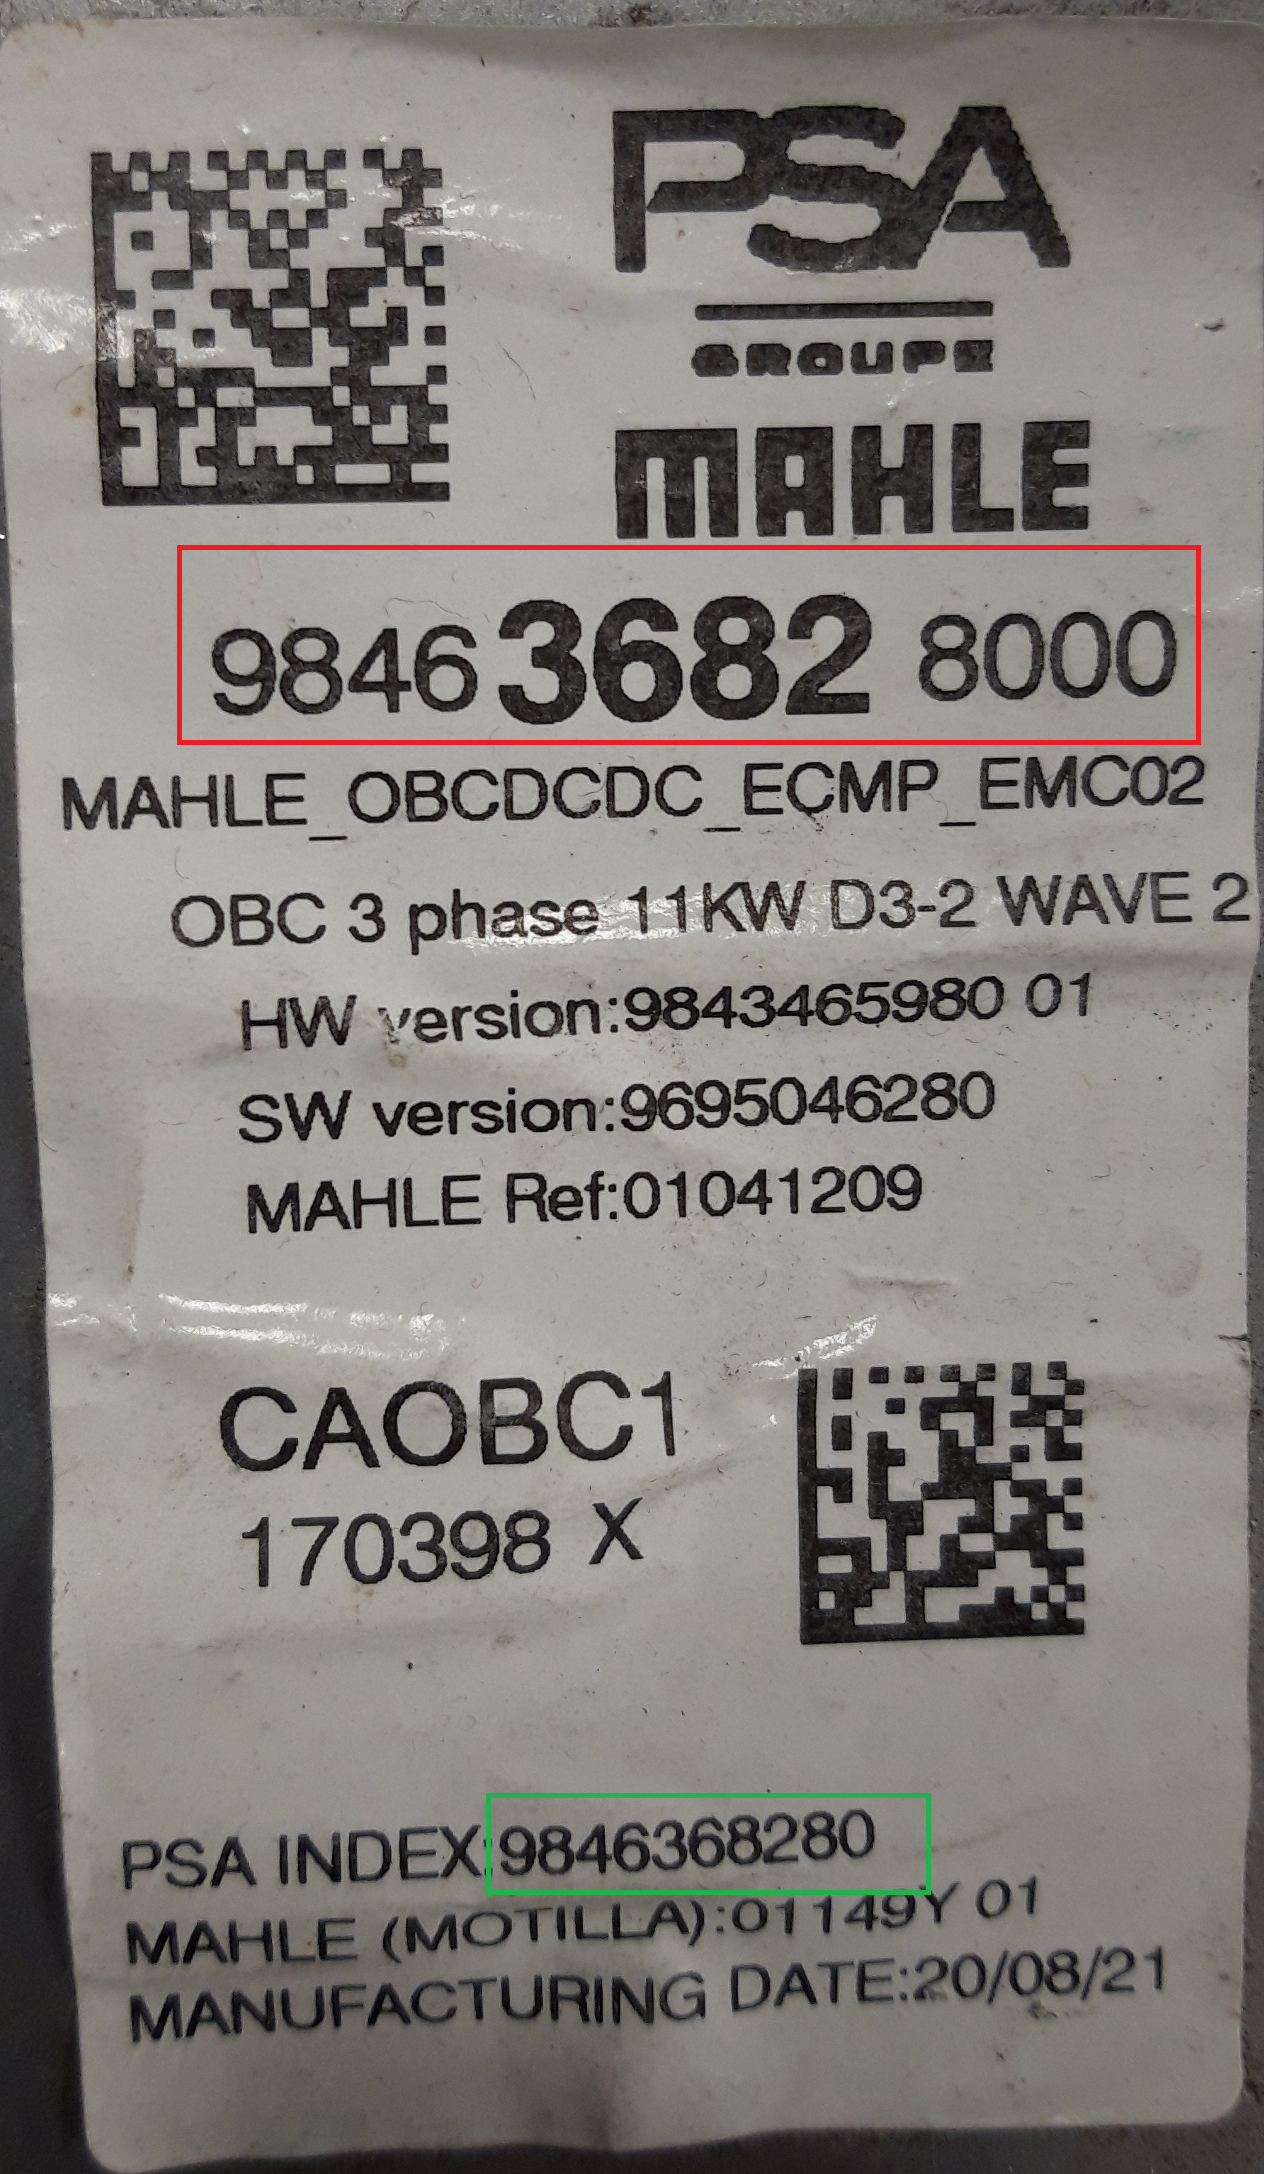 PSA
GROUPE
MAHLE
9846 3682 8000
MAHLE_OBCDCDC_ECMP_EMC02
OBC 3 phase 11KW D3-2 WAVE 2
HW version:9843465980 01
SW version:9695046280
MAHLE Ref:01041209
CAOBC1
170398 X
PSA INDEX:9846368280
MAHLE (MOTILLA):01149Y 01
MANUFACTURING DATE:20/08/21